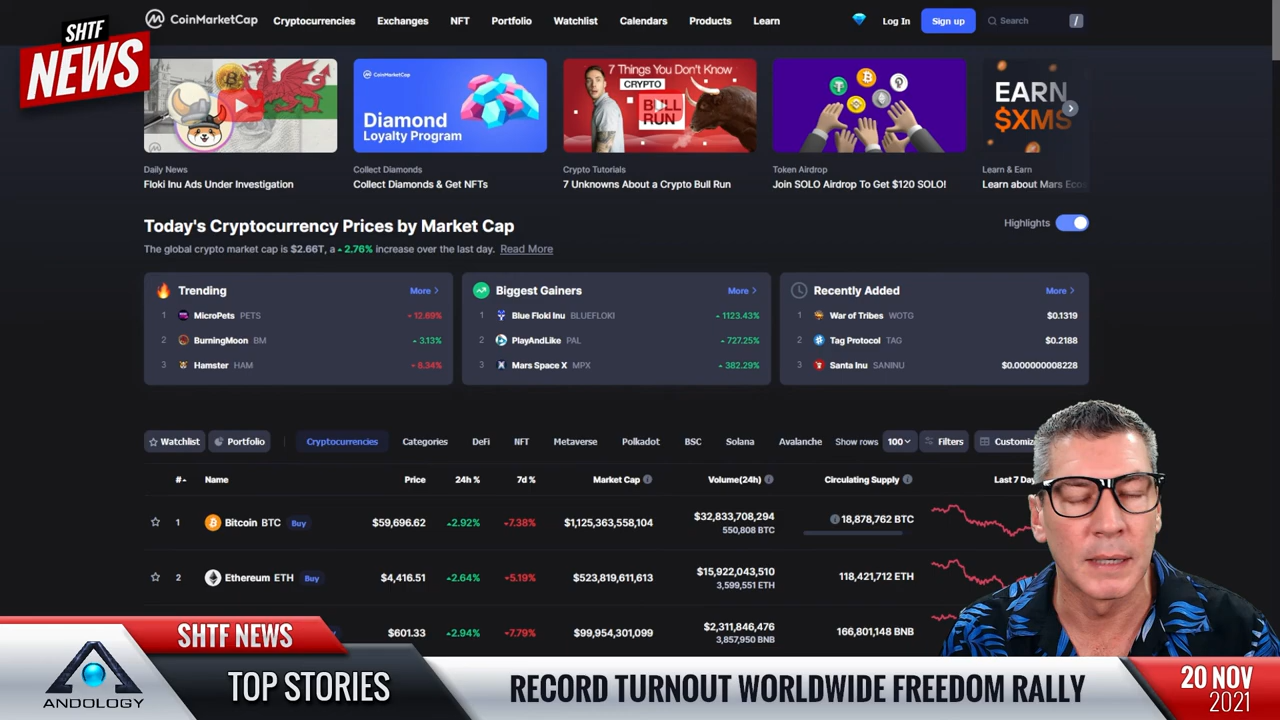 SHTF
NEWS
CoinMarketCap Cryptocurrencies Exchanges NFT Portfolio Watchlist Calendars Products Learn Log In Sign up Search /
CoinMarketCap
Diamond
Loyalty Program
7 Things You Don't Know
CRYPTO
BULL
RUN
EARN
$XMS
Daily News
Floki Inu Ads Under Investigation
Collect Diamonds
Collect Diamonds & Get NFTs
Crypto Tutorials
7 Unknowns About a Crypto Bull Run
Token Airdrop
Join SOLO Airdrop To Get $120 SOLO!
Learn & Earn
Learn about Mars
Today's Cryptocurrency Prices by Market Cap
Highlights
The global crypto market cap is $2.66T, a 2.76% increase over the last day. Read More
Trending More
1 MicroPets PETS 12.69%
2 BurningMoon BM 3.13%
3 Hamster HAM 8.34%
Biggest Gainers More
1 Blue Floki Inu BLUEFLOKI 1123.43%
2 PlayAndLike PAL 727.25%
3 Mars Space X MPX 382.29%
Recently Added More
1 War of Tribes WOTG $0.1319
2 Tag Protocol TAG $0.2188
3 Santa Inu SANINU $0.000000008228
Watchlist Portfolio Cryptocurrencies Categories DeFi NFT Metaverse Polkadot BSC Solana Avalanche Show rows 100 Filters
# Name Price 24h % 7d % Market Cap Volume(24h) Circulating Supply Last 7
1 Bitcoin BTC Buy $59,696.62 2.92% 7.38% $1,125,363,558,104 $32,833,708,294 18,878,762 BTC
550,808 BTC
2 Ethereum ETH Buy $4,416.51 2.64% 5.19% $523,819,611,613 $15,922,043,510 118,421,712 ETH
3,599,551 ETH
$601.33 2.94% 7.79% $99,954,301,099 $2,311,846,476 166,801,148 BNB
3,857,950 BNB
SHTF NEWS
ANDOLOGY
TOP STORIES
RECORD TURNOUT WORLDWIDE FREEDOM RALLY
20 NOV
2021